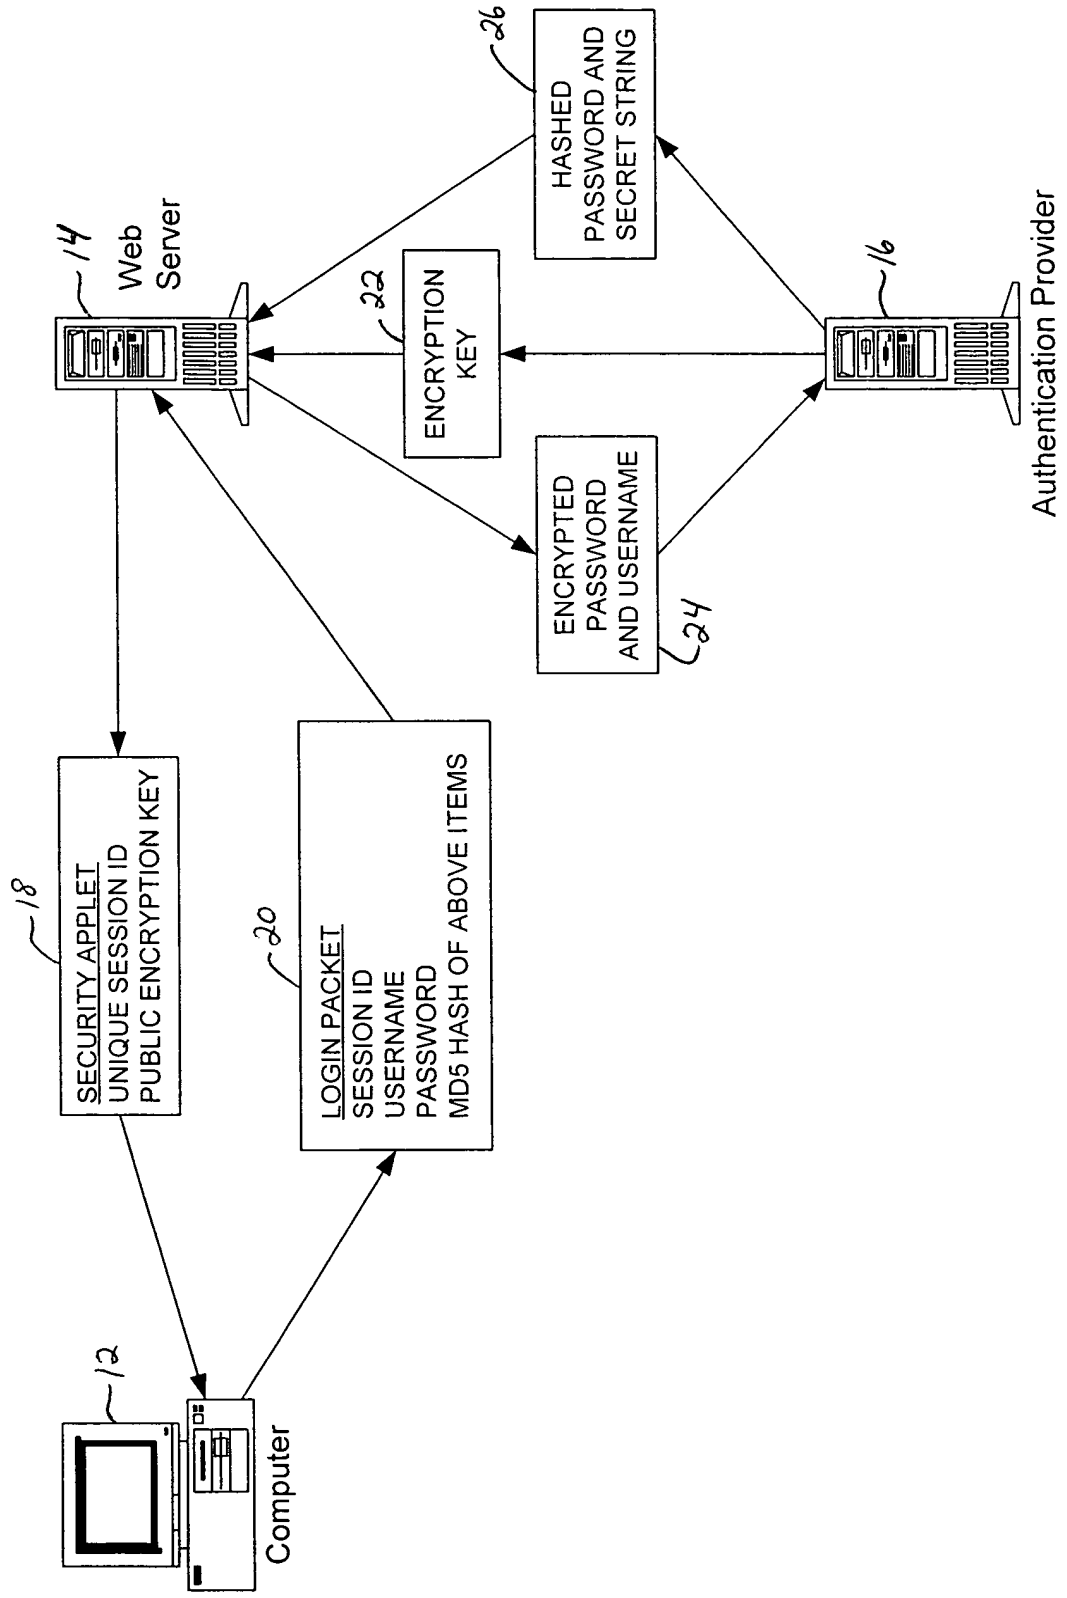 12
Computer
18
SECURITY APPLET
UNIQUE SESSION ID
PUBLIC ENCRYPTION KEY
20
LOGIN PACKET
SESSION ID
USERNAME
PASSWORD
MD5 HASH OF ABOVE ITEMS
14
Web
Server
22
ENCRYPTION
KEY
24
ENCRYPTED
PASSWORD
AND USERNAME
26
HASHED
PASSWORD AND
SECRET STRING
16
Authentication Provider